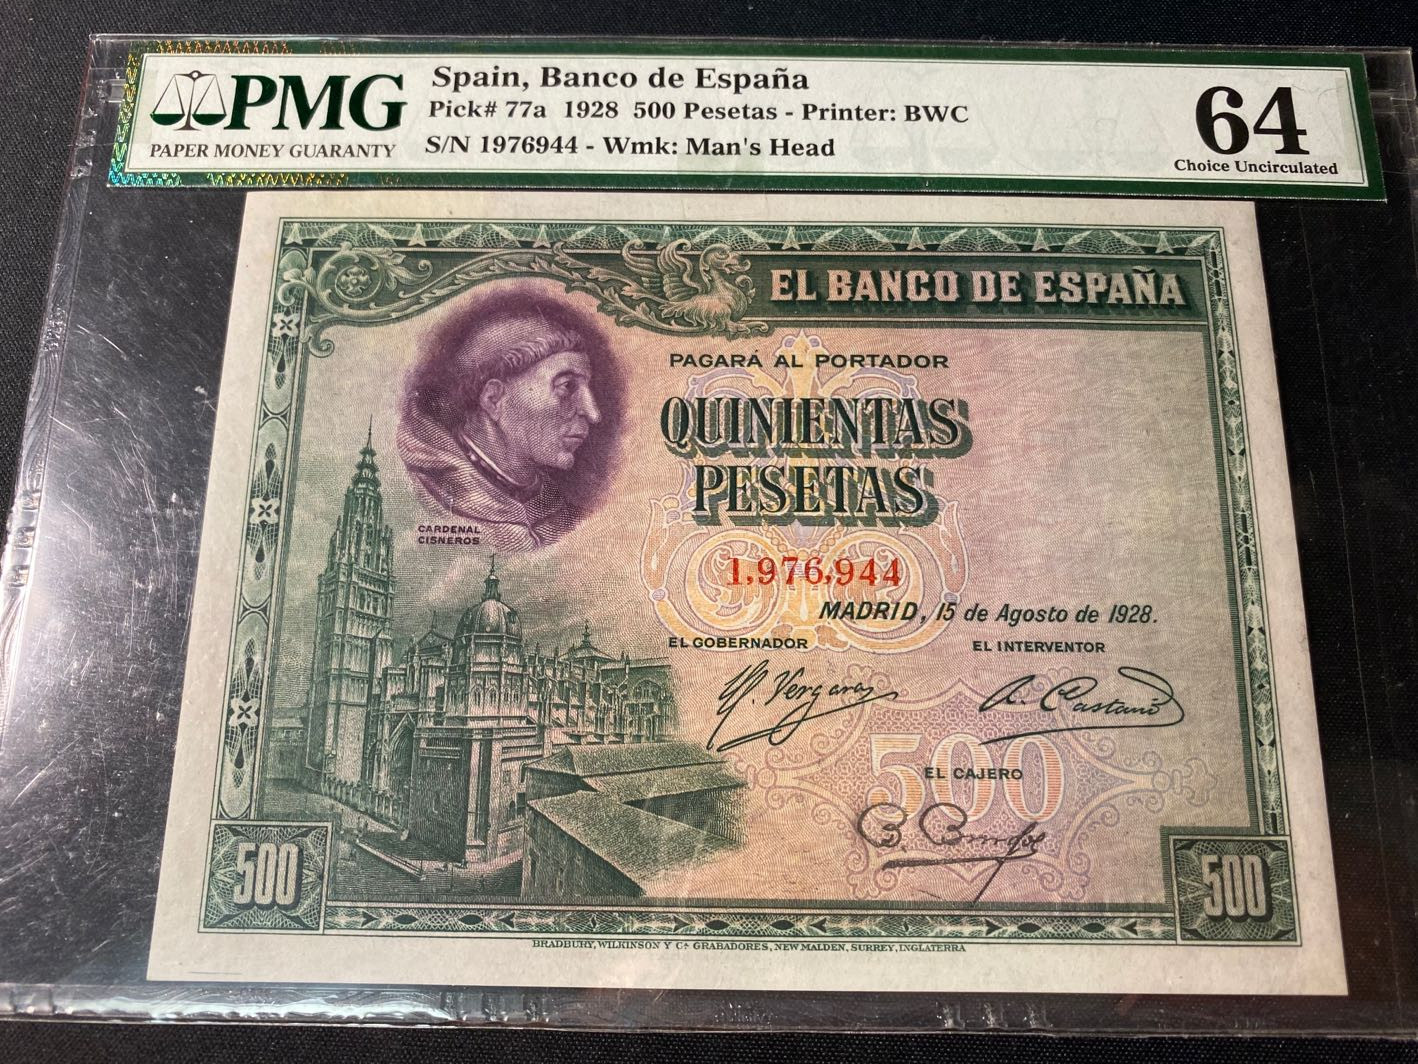 PMG
PAPER MONEY GUARANTY
Spain, Banco de España
Pick# 77a 1928 500 Pesetas - Printer: BWC
S/N 1976944 - Wmk: Man's Head
64
Choice Uncirculated
EL BANCO DE ESPAÑA
PAGARÁ AL PORTADOR
QUINIENTAS
PESETAS
CARDENAL
CISNEROS
1,976,944
MADRID, 15 de Agosto de 1928.
EL GOBERNADOR
EL INTERVENTOR
Vergara
A. Castaño
500
EL CAJERO
500
500
BRADBURY, WILKINSON Y Cª GRABADORES, NEW MALDEN, SURREY, INGLATERRA